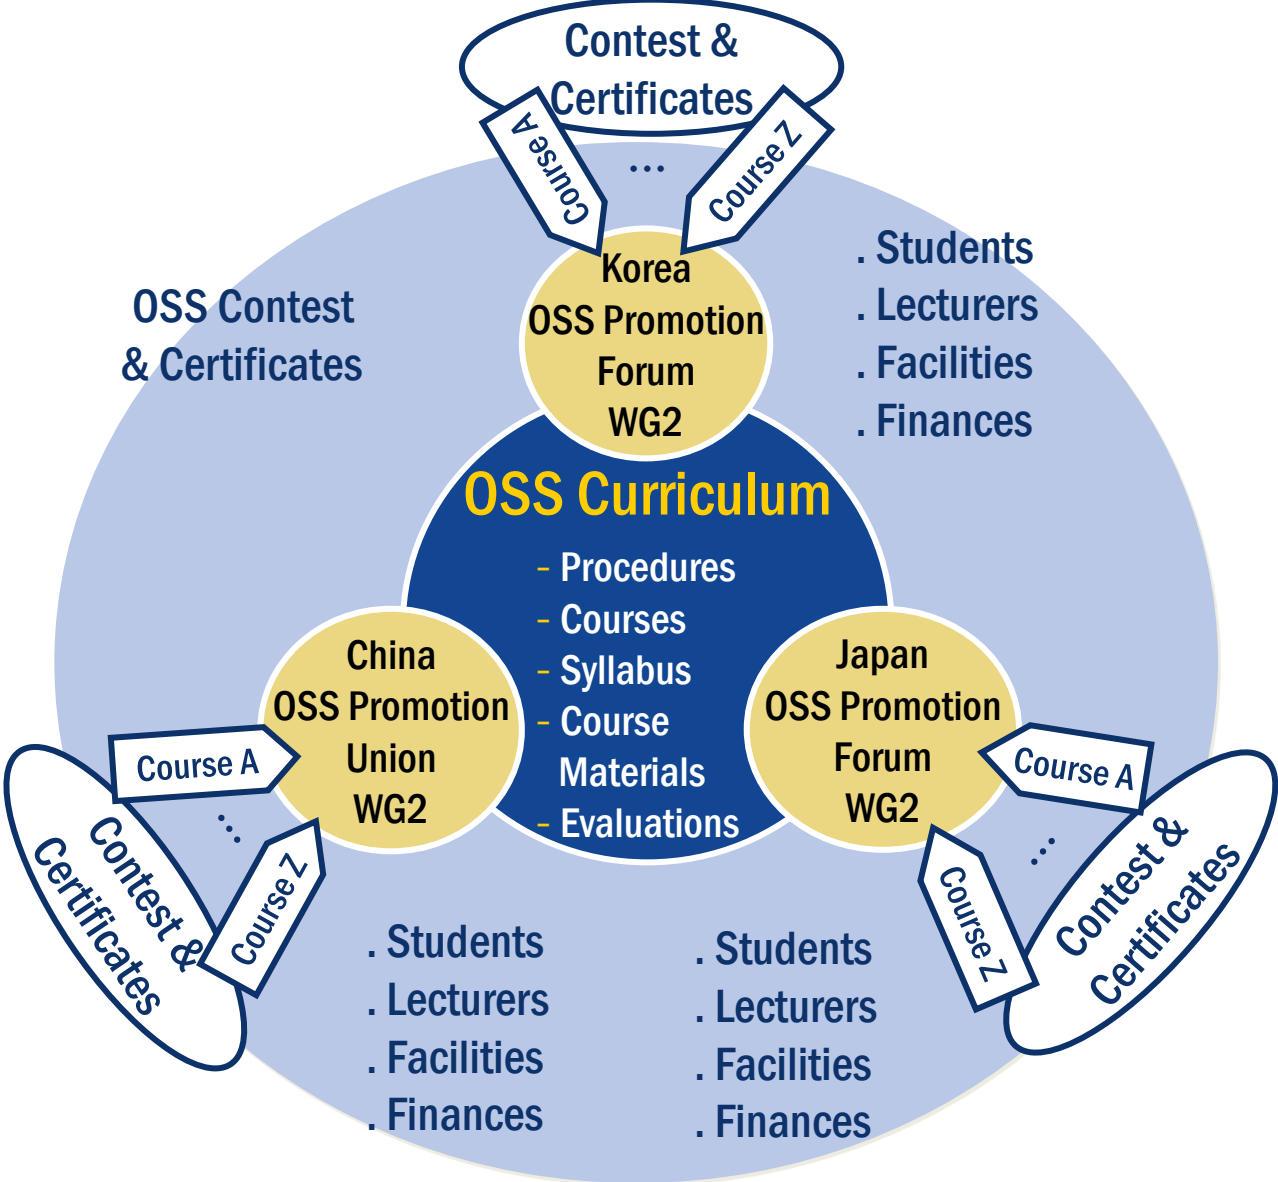 Contest &
Certificates
Course A
...
Course Z
OSS Contest
& Certificates
. Students
. Lecturers
. Facilities
. Finances
Korea
OSS Promotion
Forum
WG2
OSS Curriculum
- Procedures
- Courses
- Syllabus
- Course
Materials
- Evaluations
China
OSS Promotion
Union
WG2
Japan
OSS Promotion
Forum
WG2
Course A
...
Course Z
Contest &
Certificates
Course A
...
Course Z
Contest &
Certificates
. Students
. Lecturers
. Facilities
. Finances
. Students
. Lecturers
. Facilities
. Finances